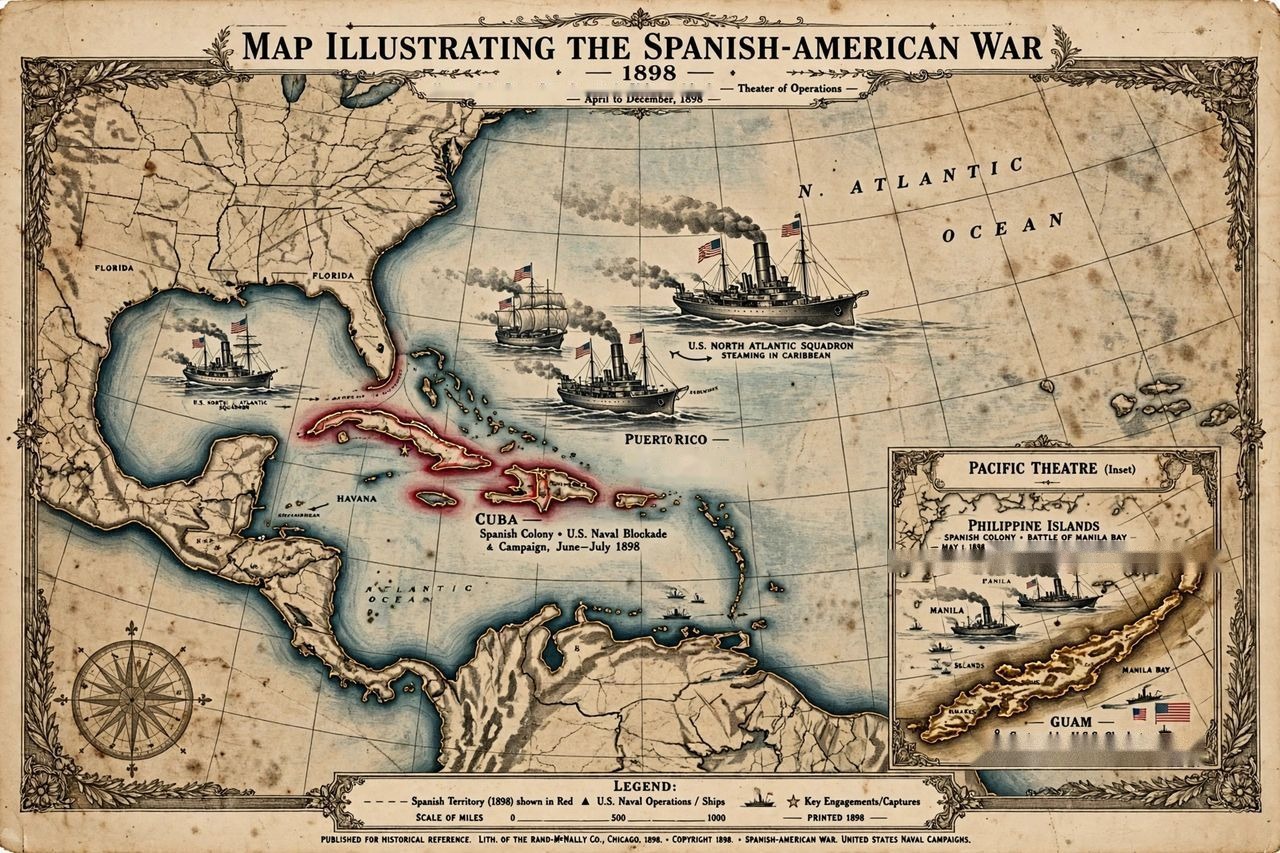 MAP ILLUSTRATING THE SPANISH-AMERICAN WAR
— 1898 —
— Theater of Operations —
— April to December, 1898 —
N. ATLANTIC
OCEAN
FLORIDA
FLORIDA
U.S. NORTH ATLANTIC SQUADRON
STEAMING IN CARIBBEAN
U.S. NORTH ATLANTIC
SQUADRON
PUERTO RICO —
HAVANA
CUBA —
Spanish Colony • U.S. Naval Blockade
& Campaign, June—July 1898
ATLANTIC
OCEAN
PACIFIC THEATRE (Inset)
PHILIPPINE ISLANDS
— SPANISH COLONY • BATTLE OF MANILA BAY —
— MAY 1 1898
MANILA
MANILA BAY
— GUAM —
LEGEND:
---- Spanish Territory (1898) shown in Red ▲ U.S. Naval Operations / Ships ☆ Key Engagements/Captures
SCALE OF MILES 0 500 1000 — PRINTED 1898 —
PUBLISHED FOR HISTORICAL REFERENCE. LITH. OF THE RAND-McNALLY CO., CHICAGO, 1898. • COPYRIGHT 1898. • SPANISH-AMERICAN WAR. UNITED STATES NAVAL CAMPAIGNS.